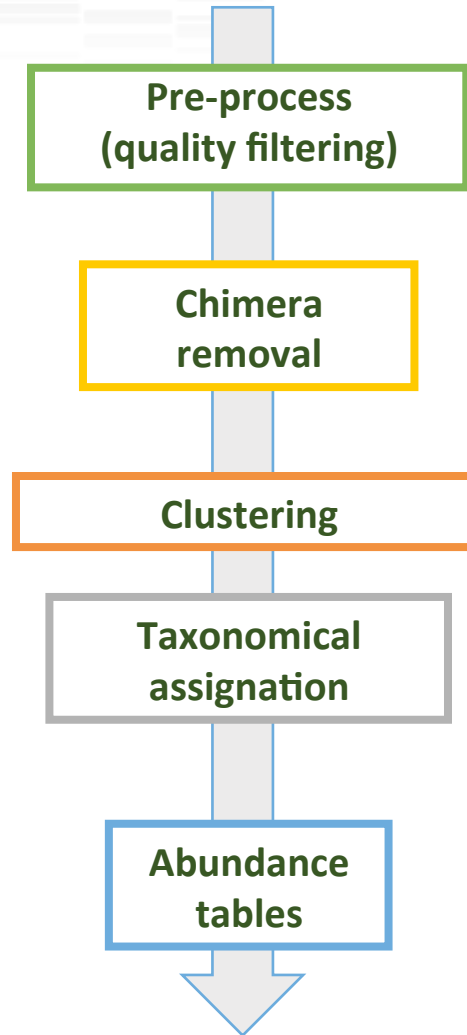 Pre-process
(quality filtering)
Chimera
removal
Clustering
Taxonomical
assignation
Abundance
tables